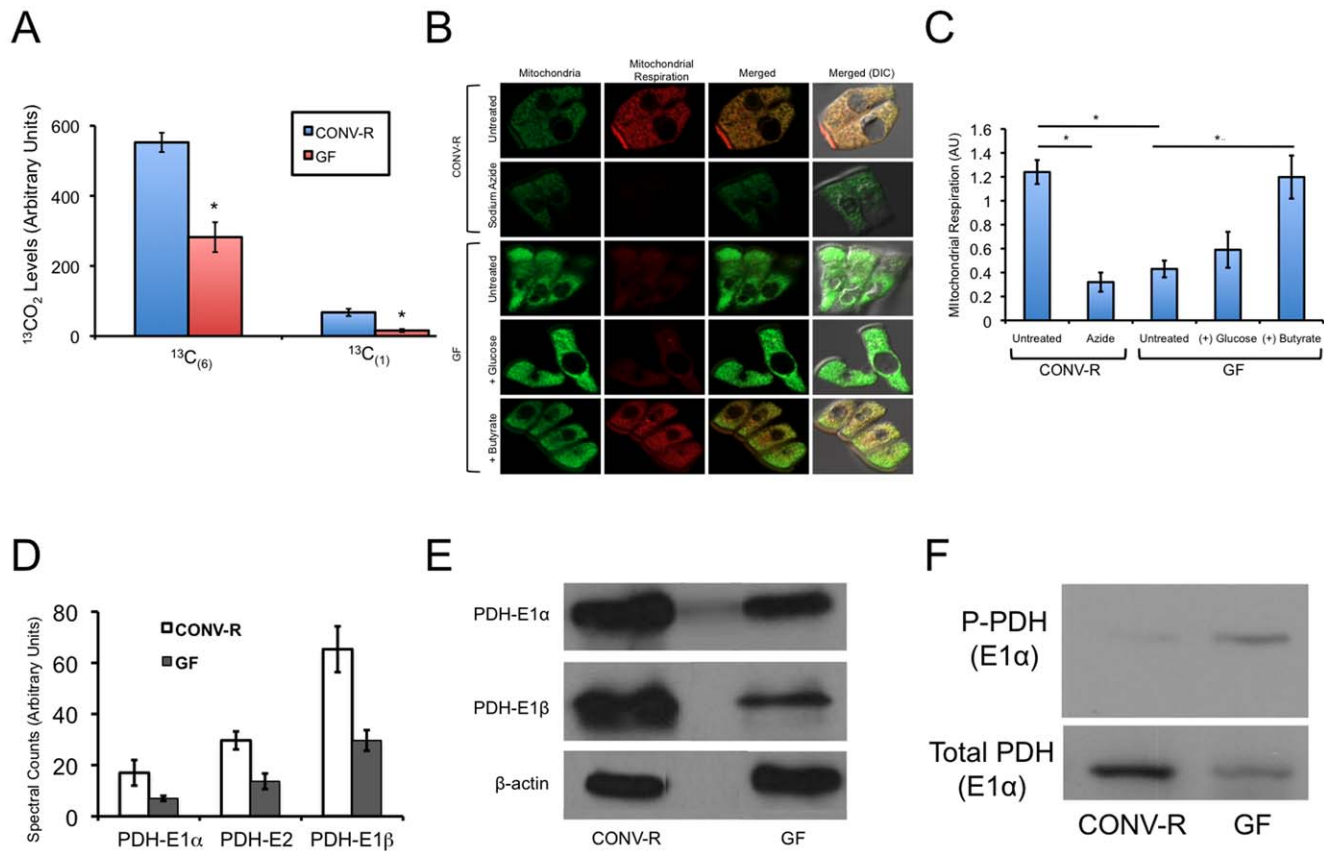 A
¹³CO₂ Levels (Arbitrary Units)
600
400
200
0
CONV-R
GF
*
*
¹³C₍₆₎
¹³C₍₁₎
B
Mitochondria
Mitochondrial Respiration
Merged
Merged (DIC)
CONV-R
Untreated
Sodium Azide
GF
Untreated
+ Glucose
+ Butyrate
C
Mitochondrial Respiration (AU)
1.6
1.4
1.2
1
0.8
0.6
0.4
0.2
0
*
*
*
Untreated
Azide
Untreated
(+) Glucose
(+) Butyrate
CONV-R
GF
D
Spectral Counts (Arbitrary Units)
80
60
40
20
0
CONV-R
GF
PDH-E1α
PDH-E2
PDH-E1β
E
PDH-E1α
PDH-E1β
β-actin
CONV-R
GF
F
P-PDH
(E1α)
Total PDH
(E1α)
CONV-R
GF